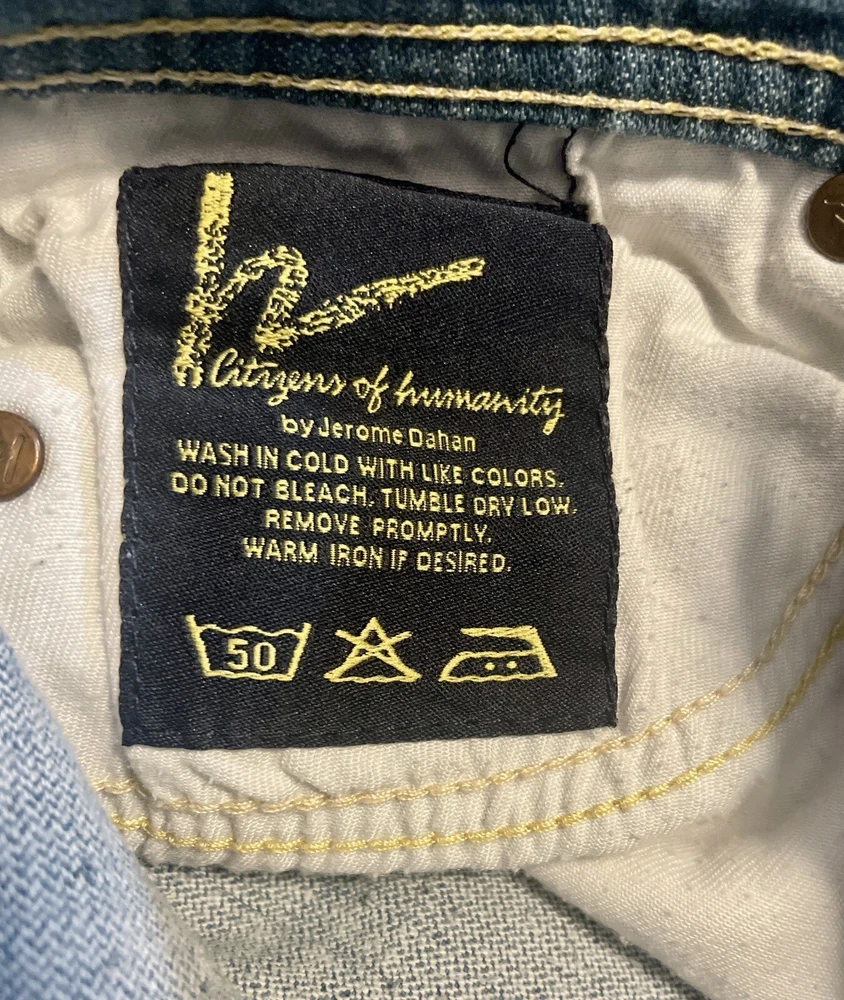 h
Citizens of humanity
by Jerome Dahan
WASH IN COLD WITH LIKE COLORS.
DO NOT BLEACH. TUMBLE DRY LOW.
REMOVE PROMPTLY.
WARM IRON IF DESIRED.
50